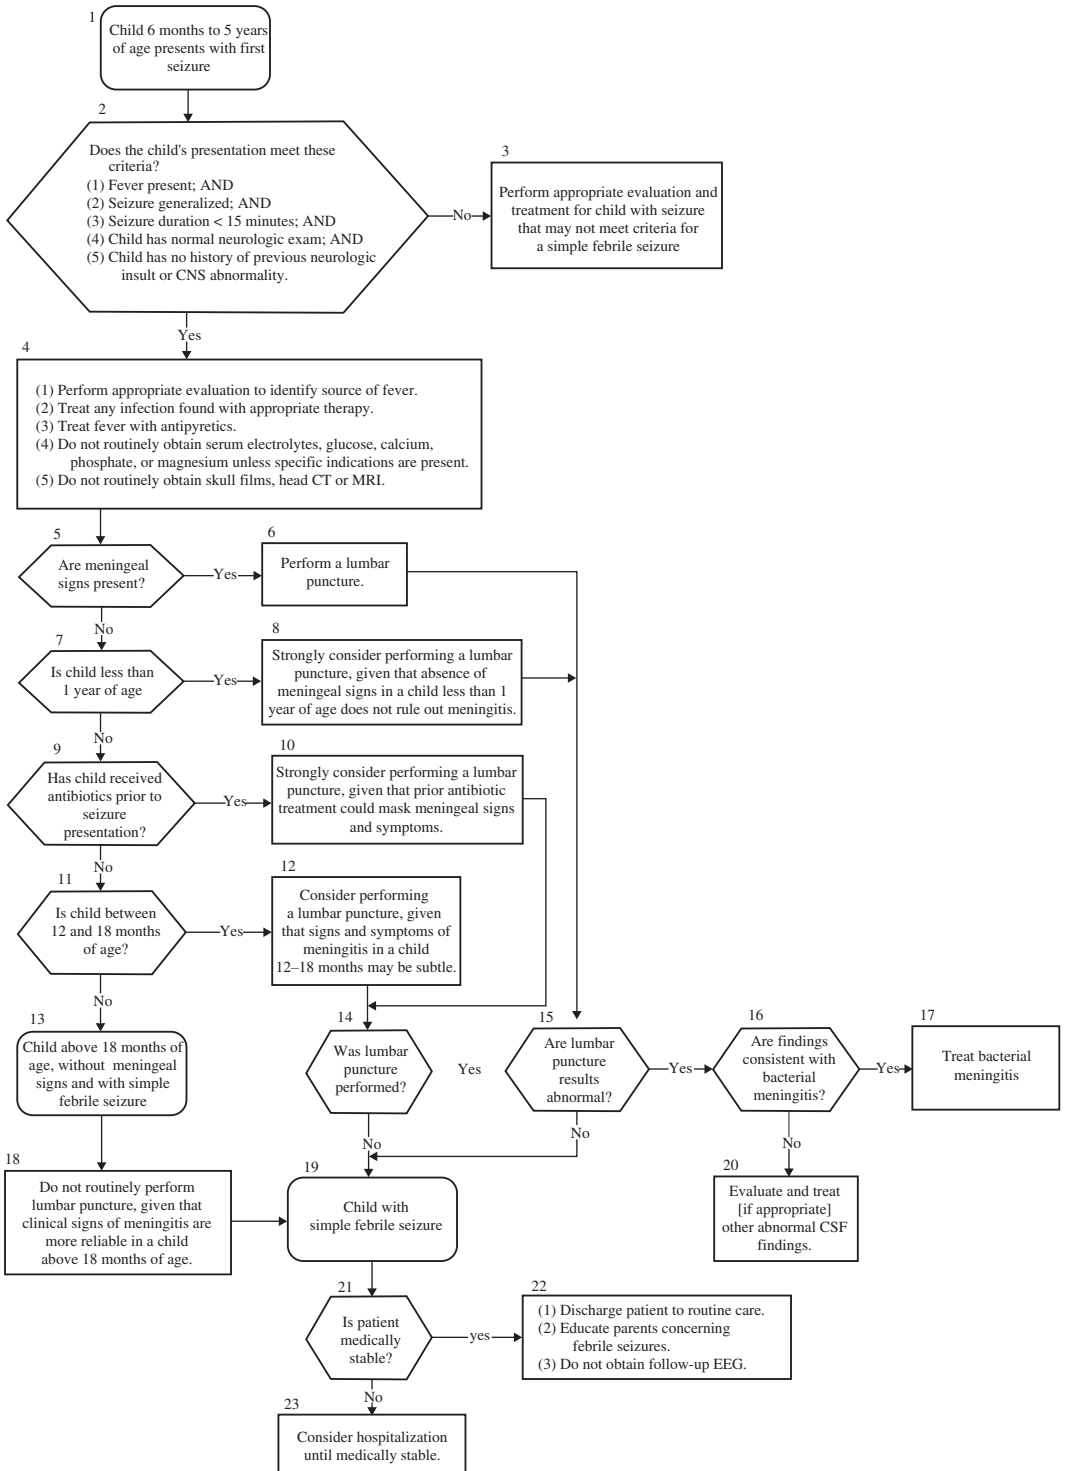 1
Child 6 months to 5 years
of age presents with first
seizure
2
Does the child's presentation meet these
criteria?
(1) Fever present; AND
(2) Seizure generalized; AND
(3) Seizure duration < 15 minutes; AND
(4) Child has normal neurologic exam; AND
(5) Child has no history of previous neurologic
insult or CNS abnormality.
No
3
Perform appropriate evaluation and
treatment for child with seizure
that may not meet criteria for
a simple febrile seizure
Yes
4
(1) Perform appropriate evaluation to identify source of fever.
(2) Treat any infection found with appropriate therapy.
(3) Treat fever with antipyretics.
(4) Do not routinely obtain serum electrolytes, glucose, calcium,
phosphate, or magnesium unless specific indications are present.
(5) Do not routinely obtain skull films, head CT or MRI.
5
Are meningeal
signs present?
Yes
6
Perform a lumbar
puncture.
No
7
Is child less than
1 year of age
Yes
8
Strongly consider performing a lumbar
puncture, given that absence of
meningeal signs in a child less than 1
year of age does not rule out meningitis.
No
9
Has child received
antibiotics prior to
seizure
presentation?
Yes
10
Strongly consider performing a lumbar
puncture, given that prior antibiotic
treatment could mask meningeal signs
and symptoms.
No
11
Is child between
12 and 18 months
of age?
Yes
12
Consider performing
a lumbar puncture, given
that signs and symptoms of
meningitis in a child
12–18 months may be subtle.
No
13
Child above 18 months of
age, without meningeal
signs and with simple
febrile seizure
14
Was lumbar
puncture
performed?
Yes
15
Are lumbar
puncture
results
abnormal?
Yes
16
Are findings
consistent with
bacterial
meningitis?
Yes
17
Treat bacterial
meningitis
No
No
No
18
Do not routinely perform
lumbar puncture, given that
clinical signs of meningitis are
more reliable in a child
above 18 months of age.
19
Child with
simple febrile seizure
20
Evaluate and treat
[if appropriate]
other abnormal CSF
findings.
21
Is patient
medically
stable?
yes
22
(1) Discharge patient to routine care.
(2) Educate parents concerning
febrile seizures.
(3) Do not obtain follow-up EEG.
No
23
Consider hospitalization
until medically stable.